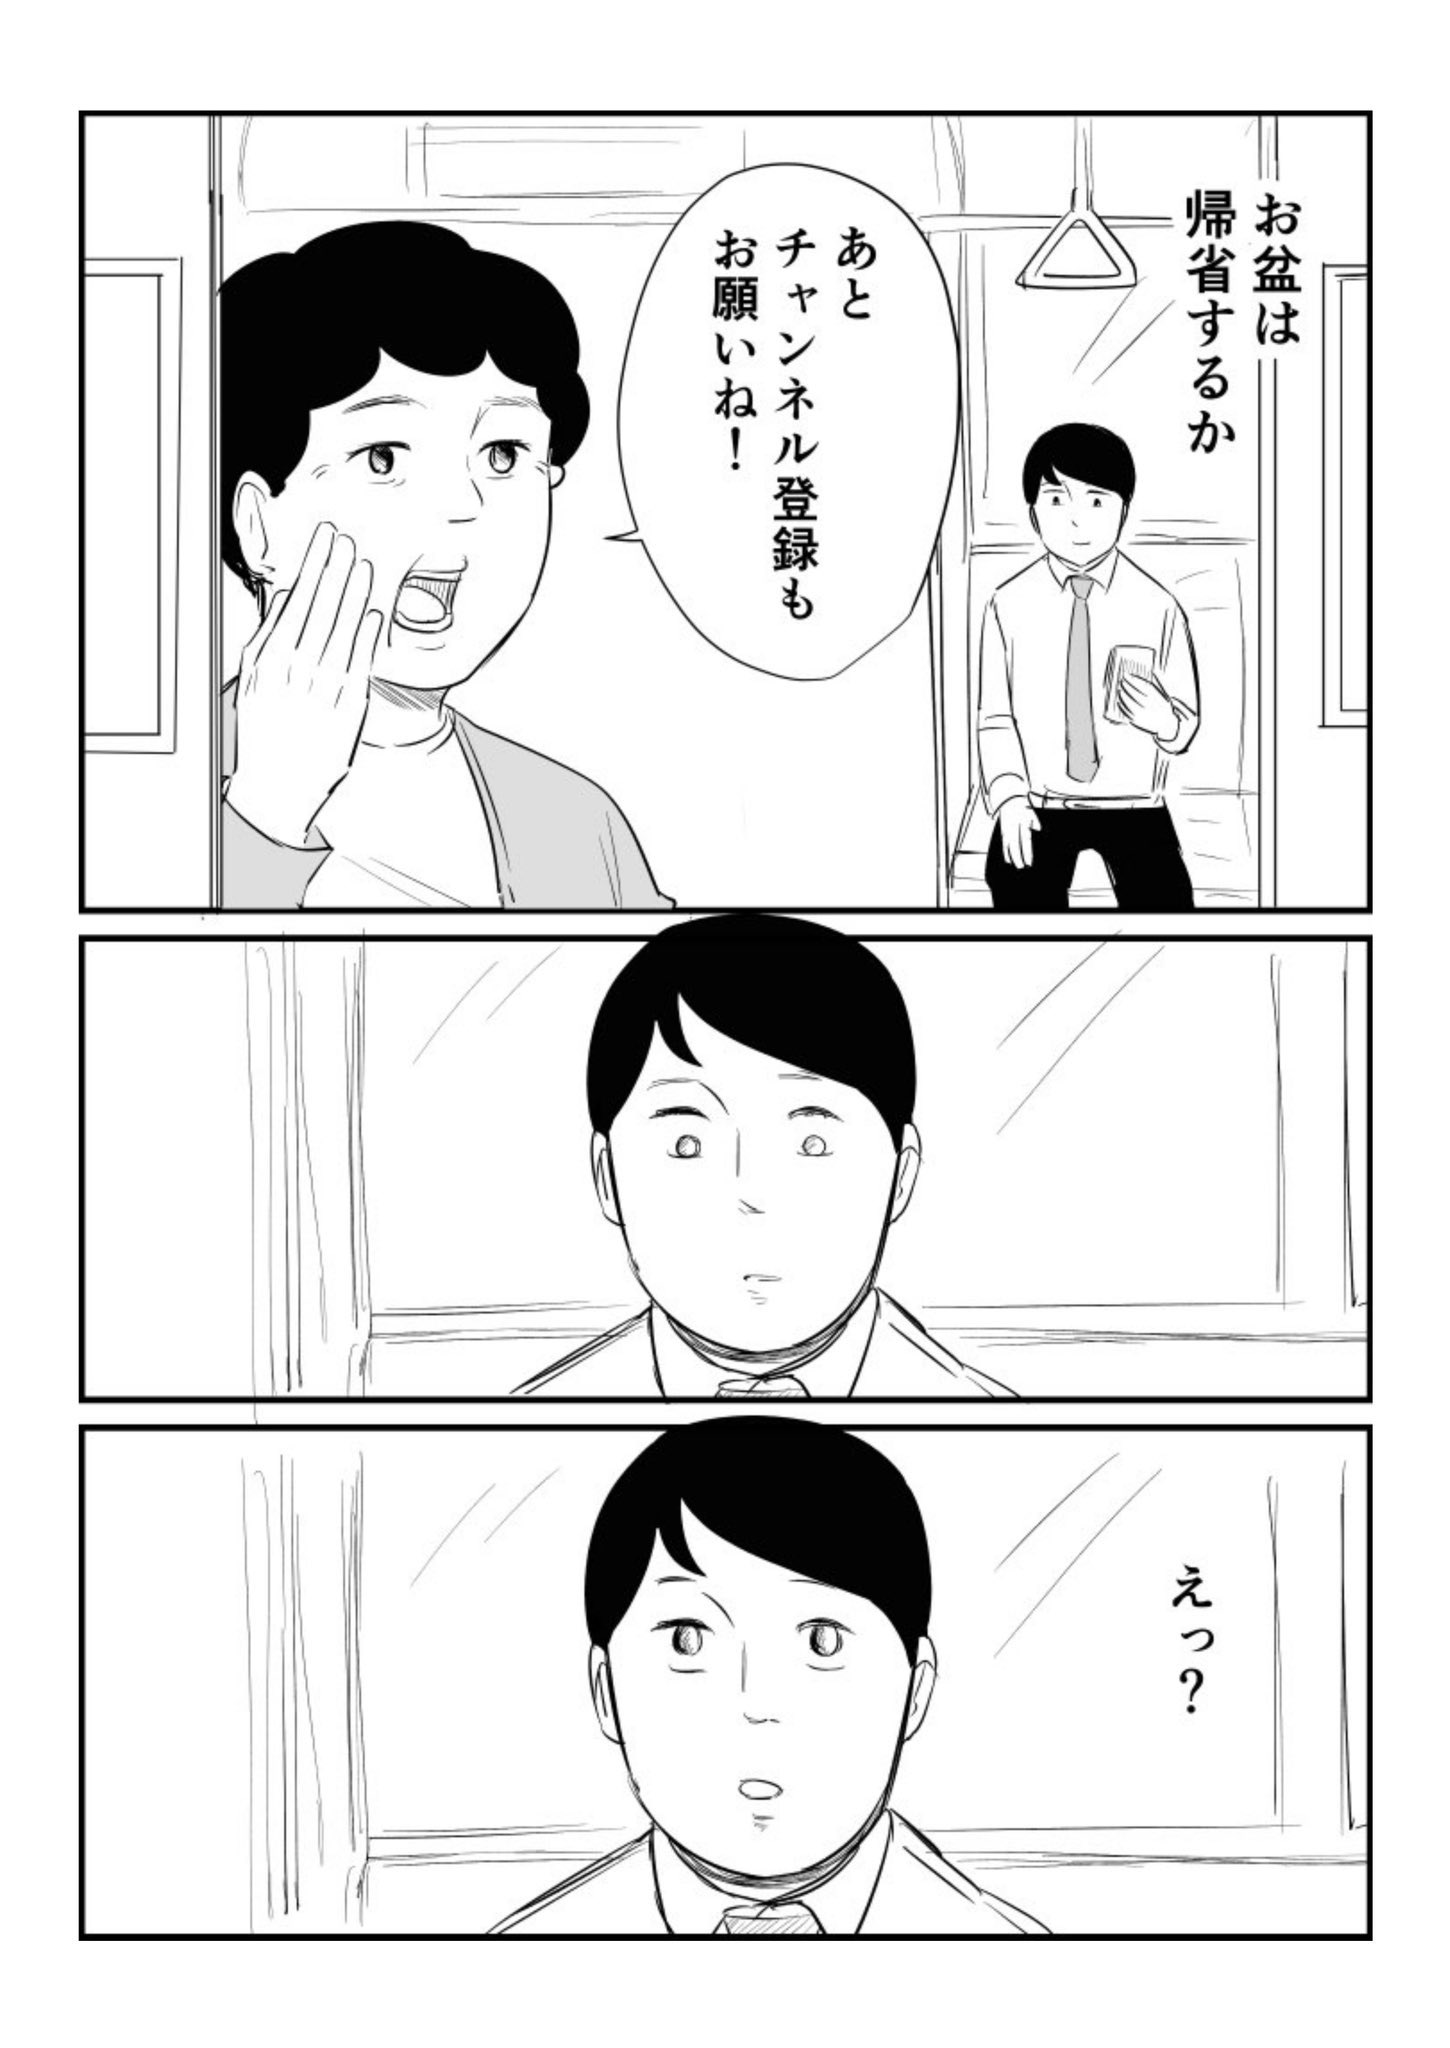 お盆は
帰省するか
あと
チャンネル登録も
お願いね！
えっ？